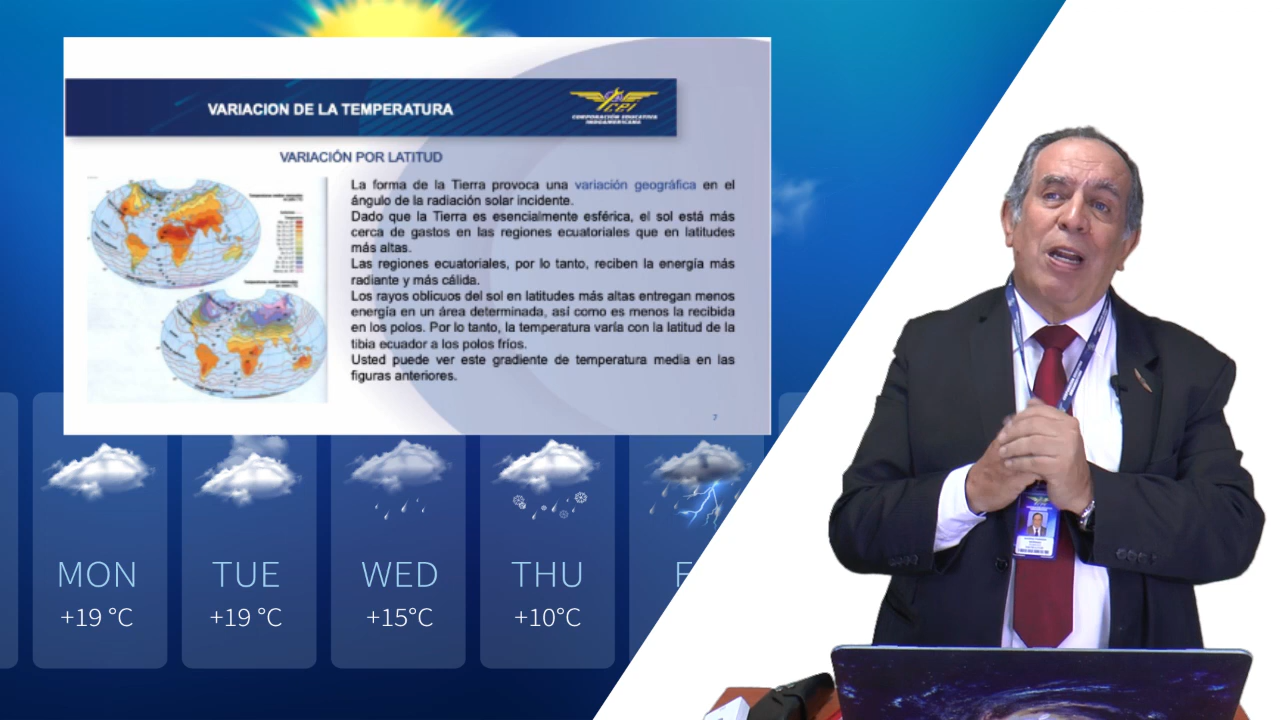 VARIACION DE LA TEMPERATURA
CORPORACIÓN EDUCATIVA
INDOAMERICANA
VARIACIÓN POR LATITUD
La forma de la Tierra provoca una variación geográfica en el
ángulo de la radiación solar incidente.
Dado que la Tierra es esencialmente esférica, el sol está más
cerca de gastos en las regiones ecuatoriales que en latitudes
más altas.
Las regiones ecuatoriales, por lo tanto, reciben la energía más
radiante y más cálida.
Los rayos oblicuos del sol en latitudes más altas entregan menos
energía en un área determinada, así como es menos la recibida
en los polos. Por lo tanto, la temperatura varía con la latitud de la
tibia ecuador a los polos fríos.
Usted puede ver este gradiente de temperatura media en las
figuras anteriores.
7
MON TUE WED THU F
+19 °C +19 °C +15°C +10°C